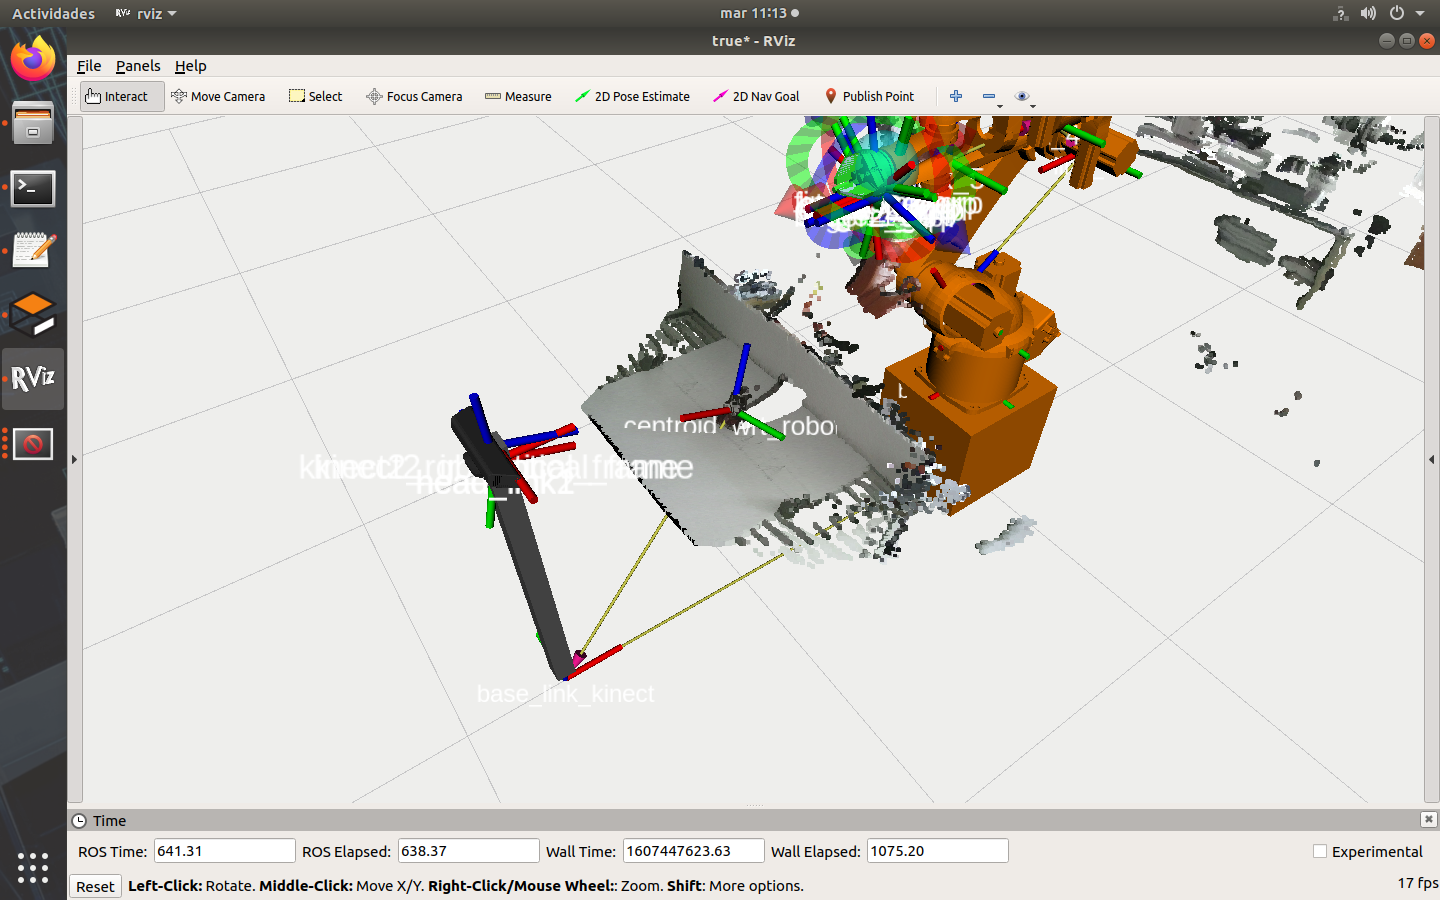 Actividades
rviz
mar 11:13
true* - RViz
File Panels Help
Interact Move Camera Select Focus Camera Measure 2D Pose Estimate 2D Nav Goal Publish Point
RViz
head_link2
base_link_kinect
Time
ROS Time: 641.31 ROS Elapsed: 638.37 Wall Time: 1607447623.63 Wall Elapsed: 1075.20 Experimental
Reset Left-Click: Rotate. Middle-Click: Move X/Y. Right-Click/Mouse Wheel:: Zoom. Shift: More options. 17 fps